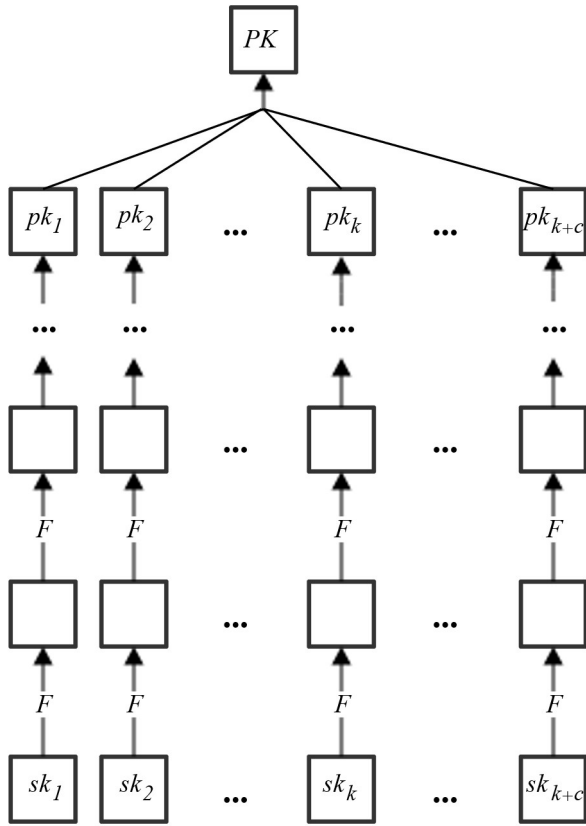 PK
pk₁ pk₂ ... pkₖ ... pkₖ₊c
... ... ... ...
... ...
F F F F
... ...
F F F F
sk₁ sk₂ ... skₖ ... skₖ₊c